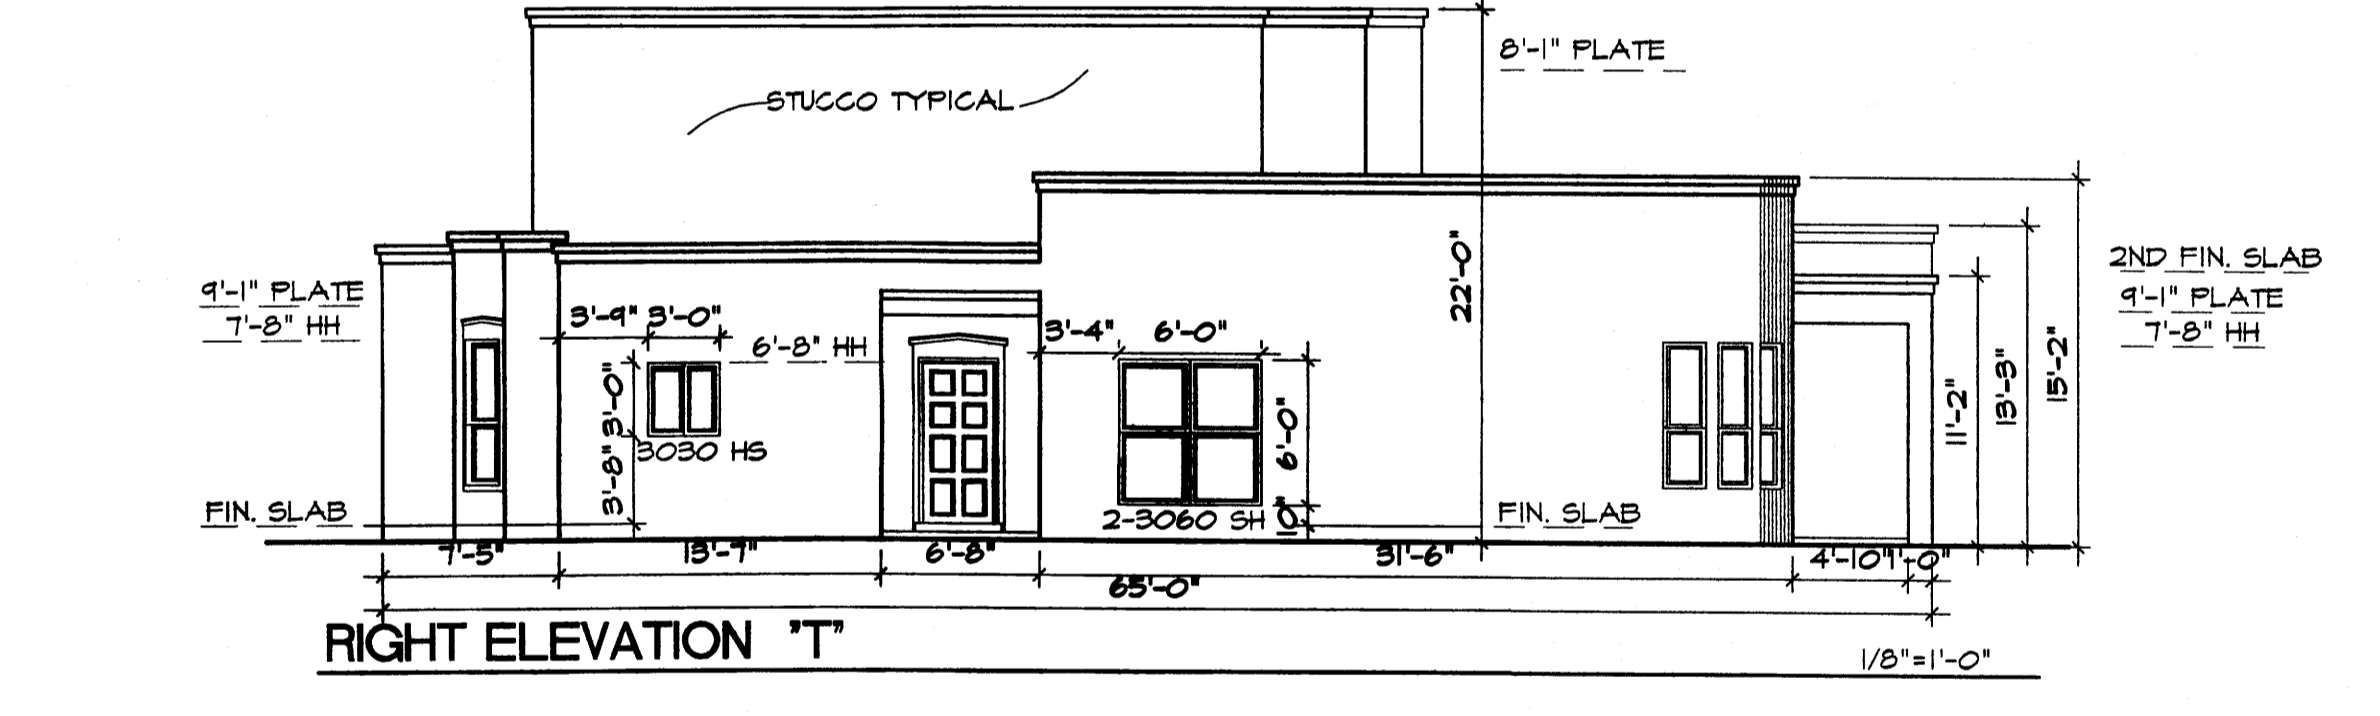 8'-1" PLATE
STUCCO TYPICAL
22'-0"
2ND FIN. SLAB
9'-1" PLATE
7'-8" HH
9'-1" PLATE
7'-8" HH
3'-9" 3'-0"
6'-8" HH
3'-4" 6'-0"
3'-0"
3'-8"
3030 HS
6'-0"
10"
2-3060 SH
11'-2"
13'-3"
15'-2"
FIN. SLAB
FIN. SLAB
7'-5" 13'-7" 6'-8" 31'-6" 4'-10" 1'-0"
65'-0"
RIGHT ELEVATION "T"
1/8"=1'-0"